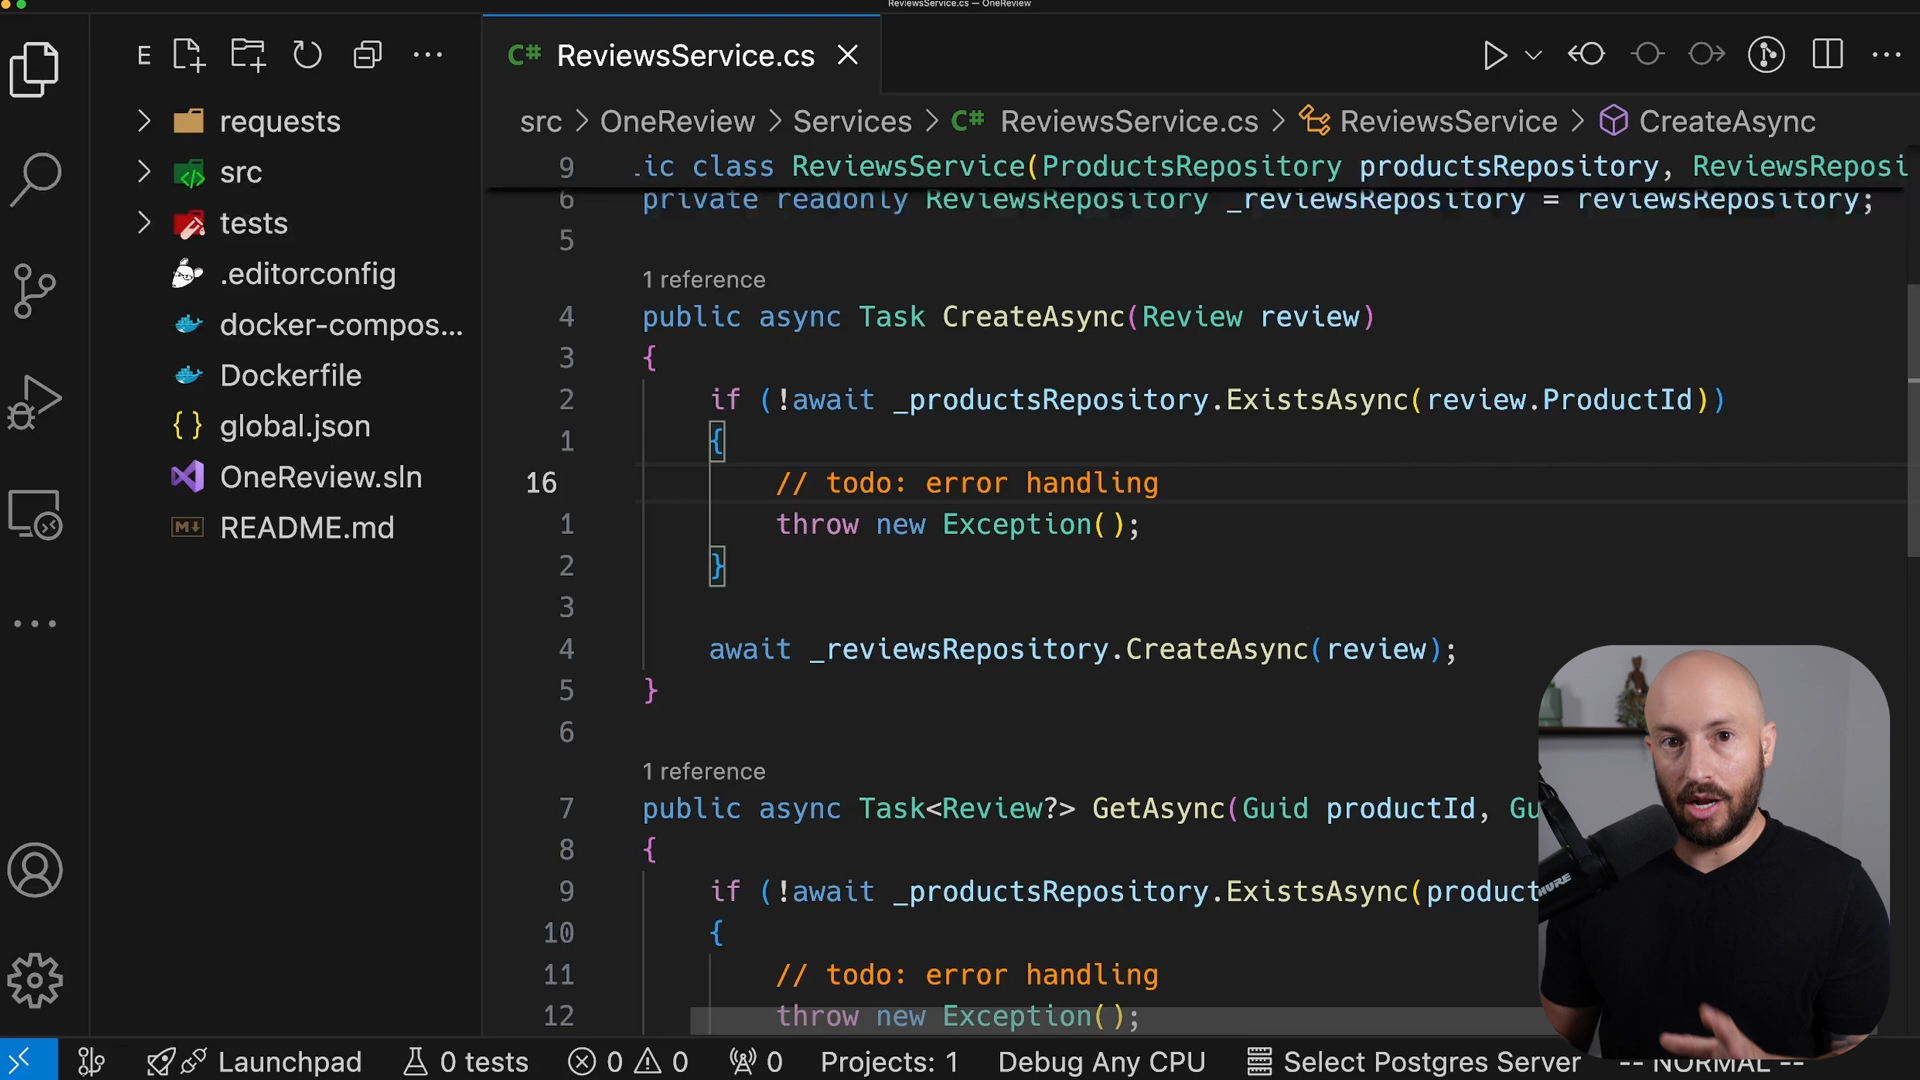 ReviewsService.cs — OneReview
E
C# ReviewsService.cs
requests
src
tests
.editorconfig
docker-compos...
Dockerfile
{ } global.json
OneReview.sln
M↓ README.md
src > OneReview > Services > C# ReviewsService.cs > ReviewsService > CreateAsync
9 ic class ReviewsService(ProductsRepository productsRepository, ReviewsReposi
6 private readonly ReviewsRepository _reviewsRepository = reviewsRepository;
5
1 reference
4 public async Task CreateAsync(Review review)
3 {
2 if (!await _productsRepository.ExistsAsync(review.ProductId))
1 {
16 // todo: error handling
1 throw new Exception();
2 }
3
4 await _reviewsRepository.CreateAsync(review);
5 }
6
1 reference
7 public async Task<Review?> GetAsync(Guid productId, Gu
8 {
9 if (!await _productsRepository.ExistsAsync(product
10 {
11 // todo: error handling
12 throw new Exception();
SHURE
Launchpad 0 tests 0 0 0 Projects: 1 Debug Any CPU Select Postgres Server -- NORMAL --